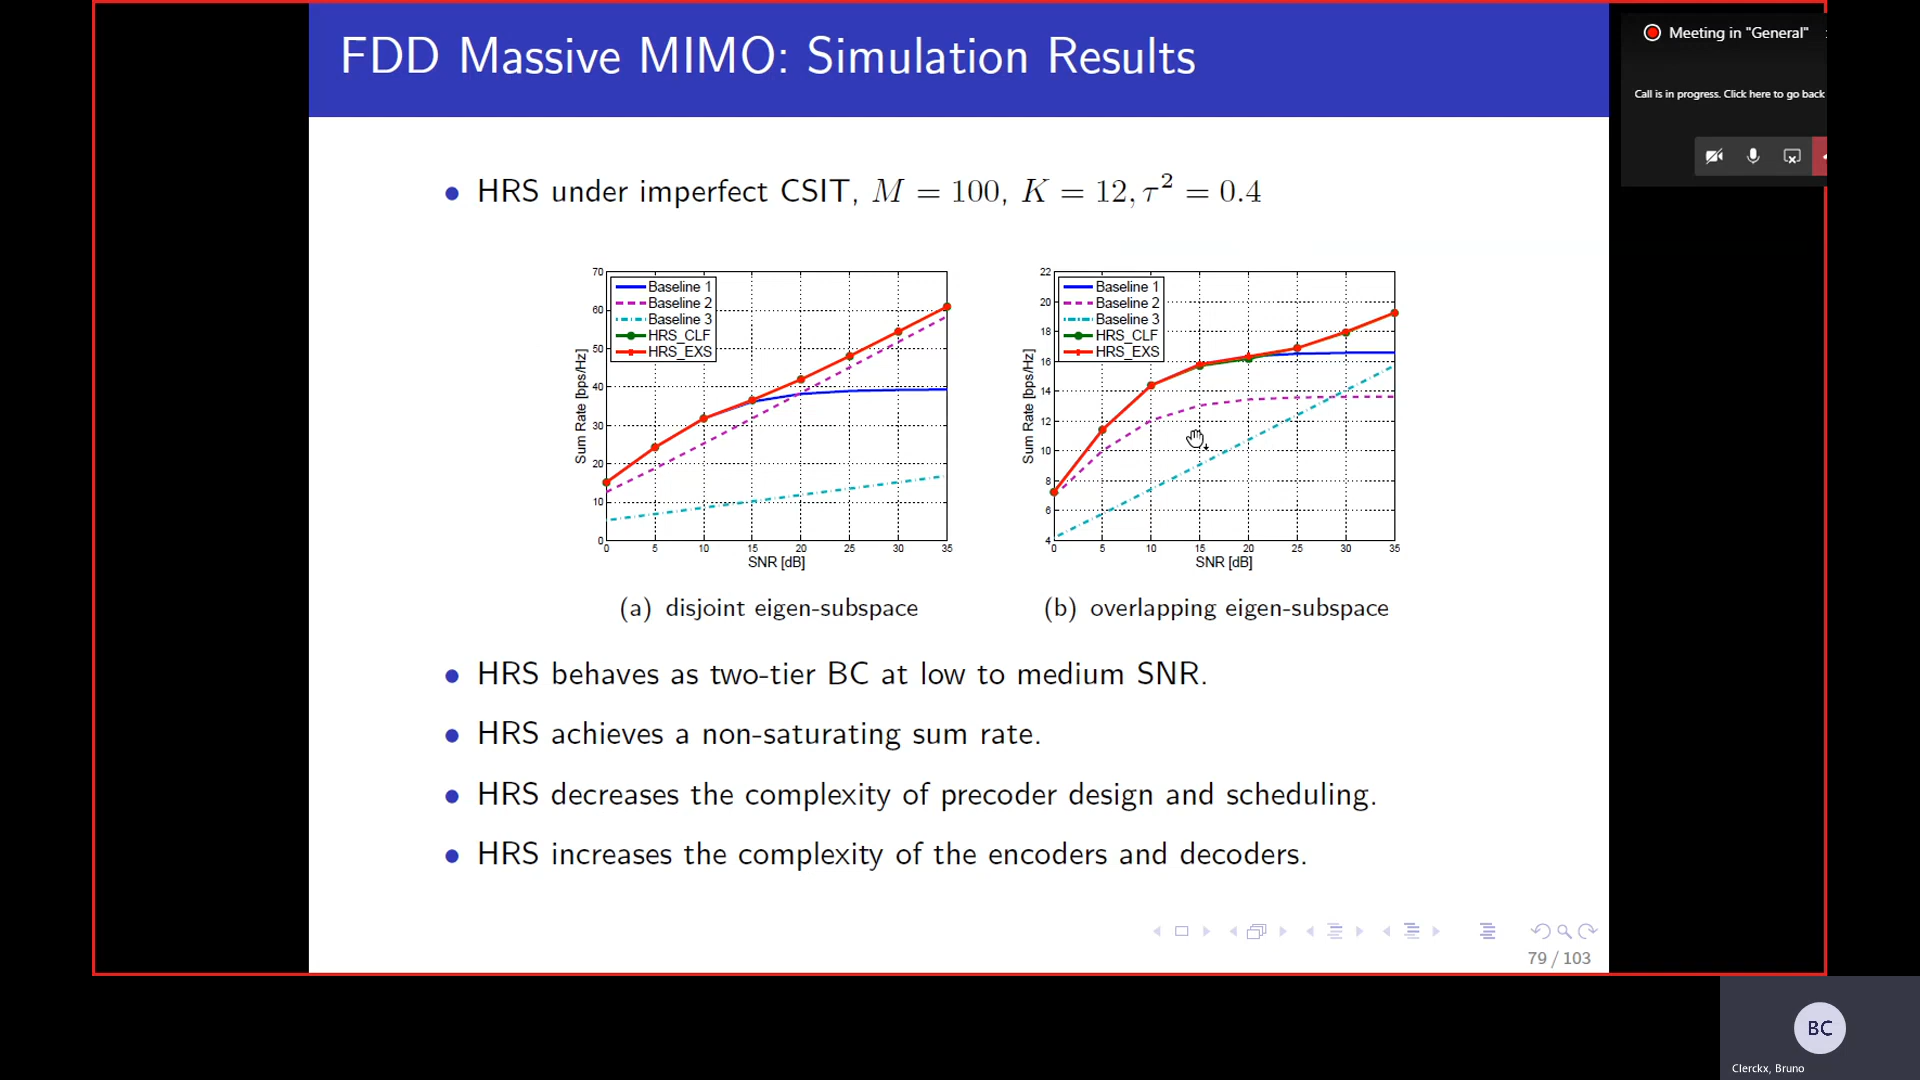 FDD Massive MIMO: Simulation Results
Meeting in "General"
Call is in progress. Click here to go back
• HRS under imperfect CSIT, M = 100, K = 12, τ² = 0.4
70
60
50
40
30
20
10
0
Sum Rate [bps/Hz]
Baseline 1
Baseline 2
Baseline 3
HRS_CLF
HRS_EXS
0 5 10 15 20 25 30 35
SNR [dB]
(a) disjoint eigen-subspace
22
20
18
16
14
12
10
8
6
4
Sum Rate [bps/Hz]
Baseline 1
Baseline 2
Baseline 3
HRS_CLF
HRS_EXS
0 5 10 15 20 25 30 35
SNR [dB]
(b) overlapping eigen-subspace
• HRS behaves as two-tier BC at low to medium SNR.
• HRS achieves a non-saturating sum rate.
• HRS decreases the complexity of precoder design and scheduling.
• HRS increases the complexity of the encoders and decoders.
79 / 103
BC
Clerckx, Bruno